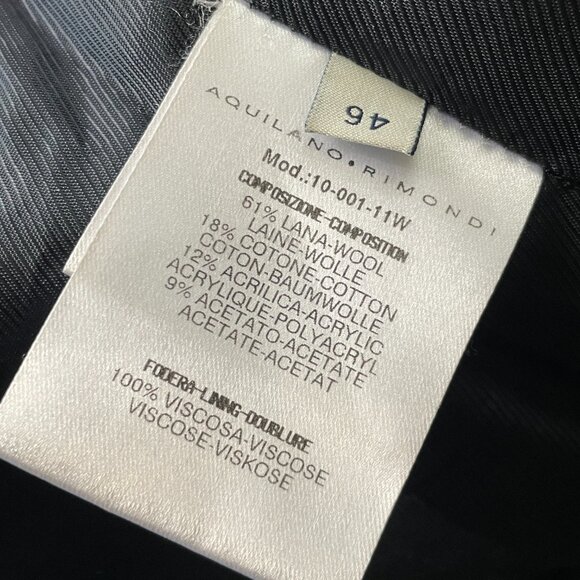 46
AQUILANO•RIMONDI
Mod.:10-001-11W
COMPOSIZIONE-COMPOSITION
61% LANA-WOOL
LAINE-WOLLE
18% COTONE-COTTON
COTON-BAUMWOLLE
12% ACRILICA-ACRYLIC
ACRYLIQUE-POLYACRYL
9% ACETATO-ACETATE
ACETATE-ACETAT
FODERA-LINING-DOUBLURE
100% VISCOSA-VISCOSE
VISCOSE-VISKOSE